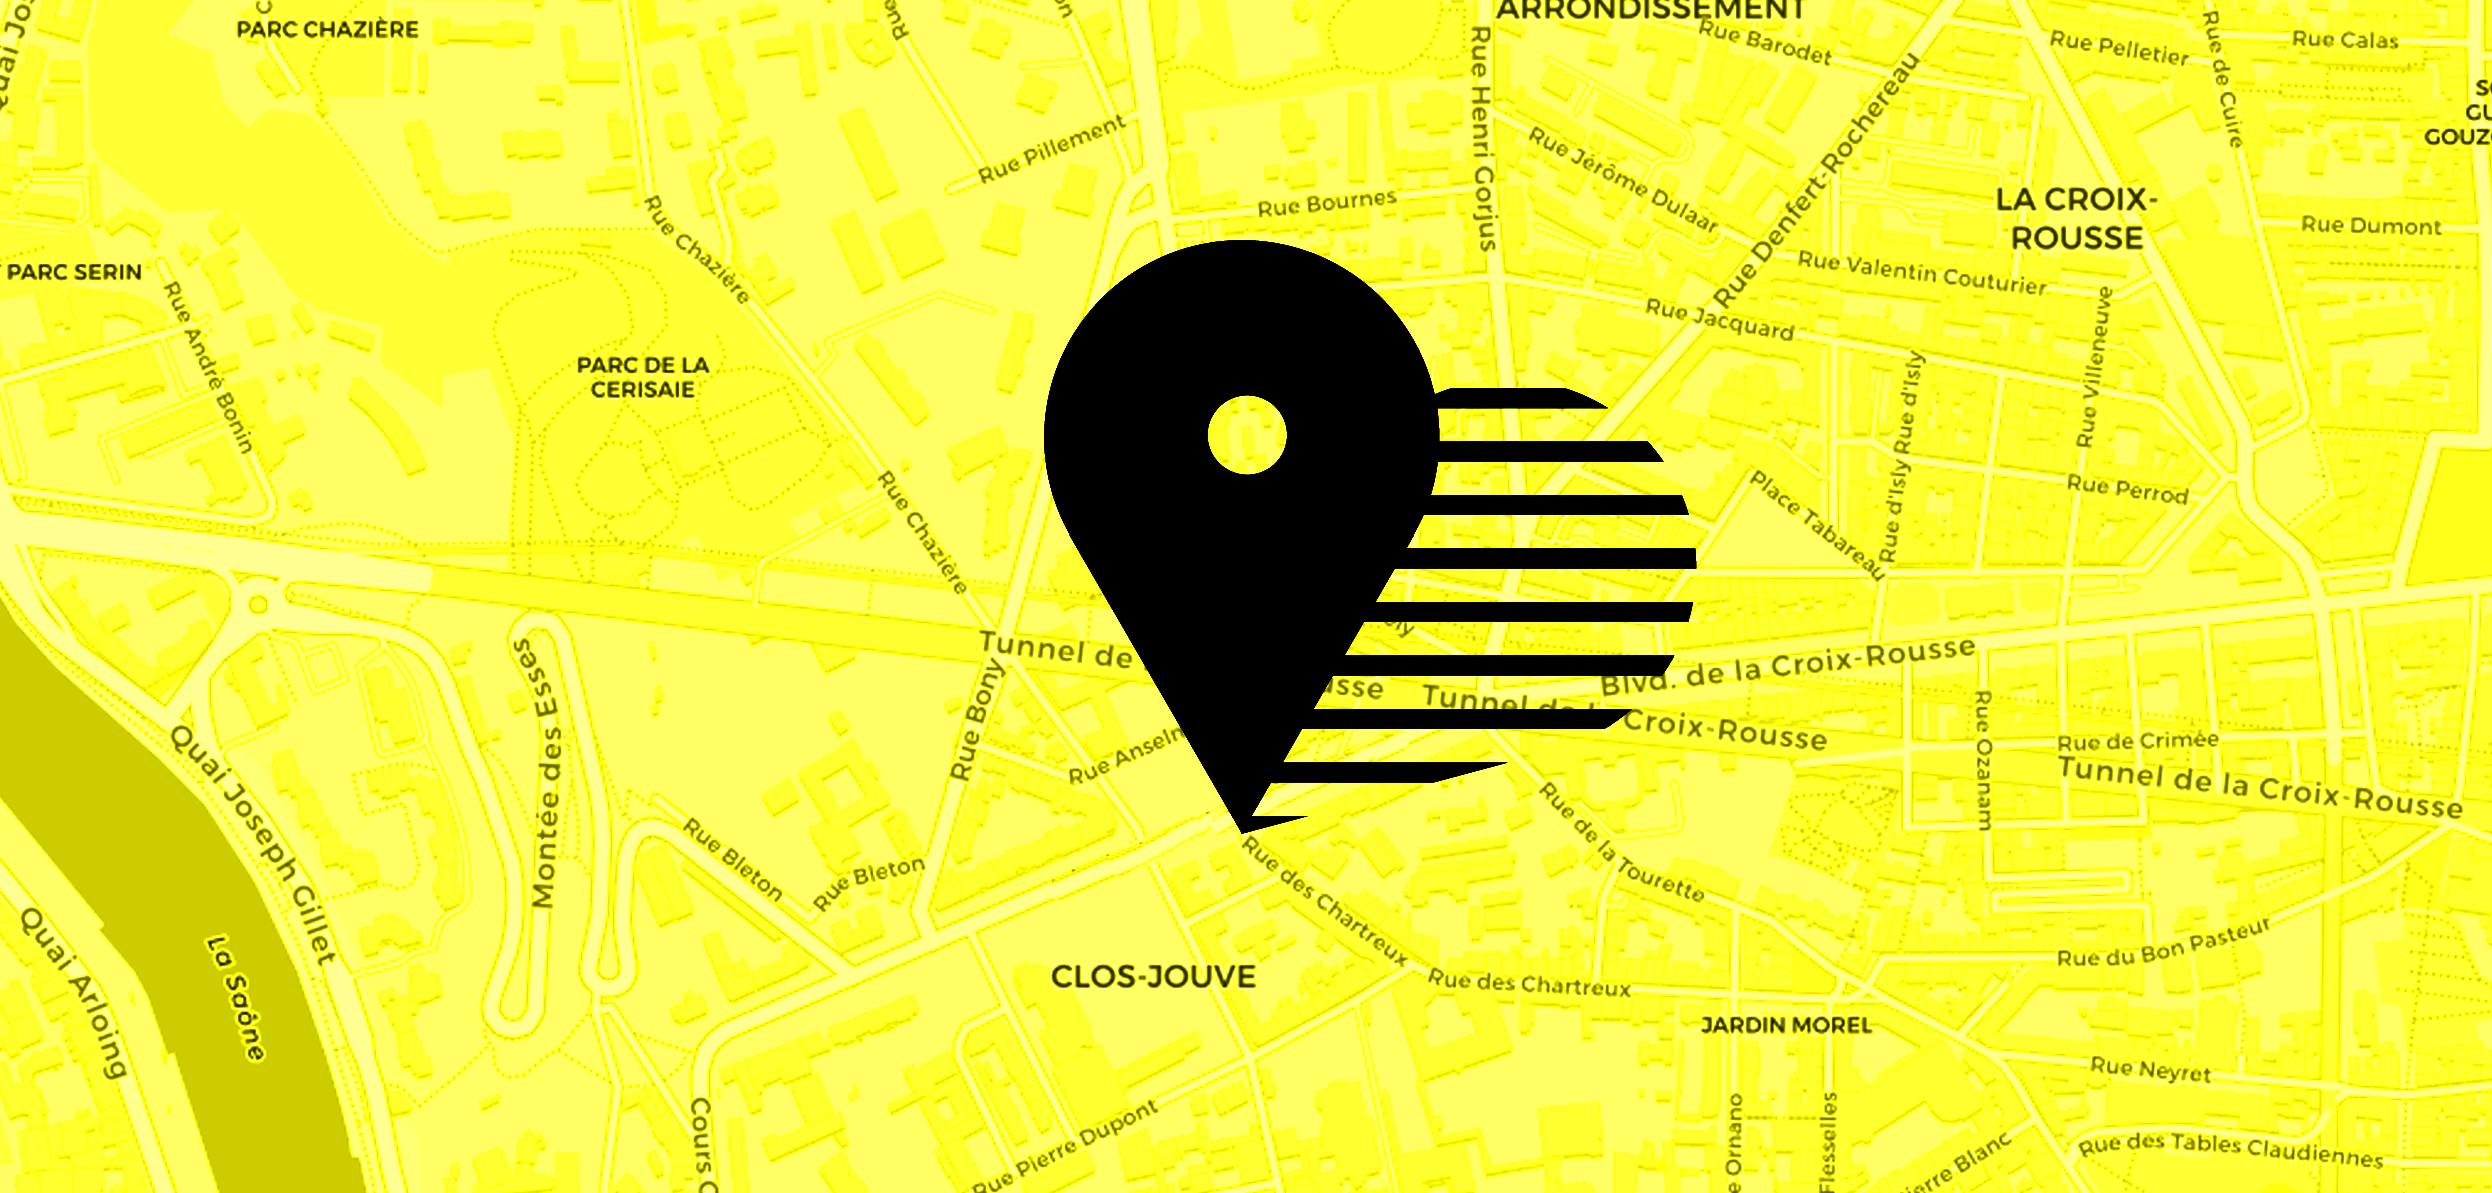 PARC CHAZIÈRE
ARRONDISSEMENT
Rue Barodet
Rue Pelletier
Rue de Cuire
Rue Calas
Rue Henri Gorjus
Rue Pillement
Rue Jérôme Dulaar
Rue Denfert-Rochereau
LA CROIX-
ROUSSE
Rue Bournes
Rue Dumont
Rue Chazière
PARC SERIN
Rue Valentin Couturier
Rue André Bonin
Rue Jacquard
Rue Villeneuve
PARC DE LA
CERISAIE
Rue d'Isly
Rue d'Isly
Rue Chazière
Place Tabareau
Rue Perrod
Tunnel de
Blvd. de la Croix-Rousse
Tunnel
Croix-Rousse
Montée des Esses
Rue Bony
Rue Ozanam
Rue de Crimée
Tunnel de la Croix-Rousse
Quai Joseph Gillet
Rue Bleton
Rue Bleton
Rue de la Tourette
Rue des Chartreux
Quai Arloing
La Saône
CLOS-JOUVE
Rue des Chartreux
Rue du Bon Pasteur
JARDIN MOREL
Rue Neyret
Cours
Rue Pierre Dupont
Ornano
Flesselles
Blanc
Rue des Tables Claudiennes